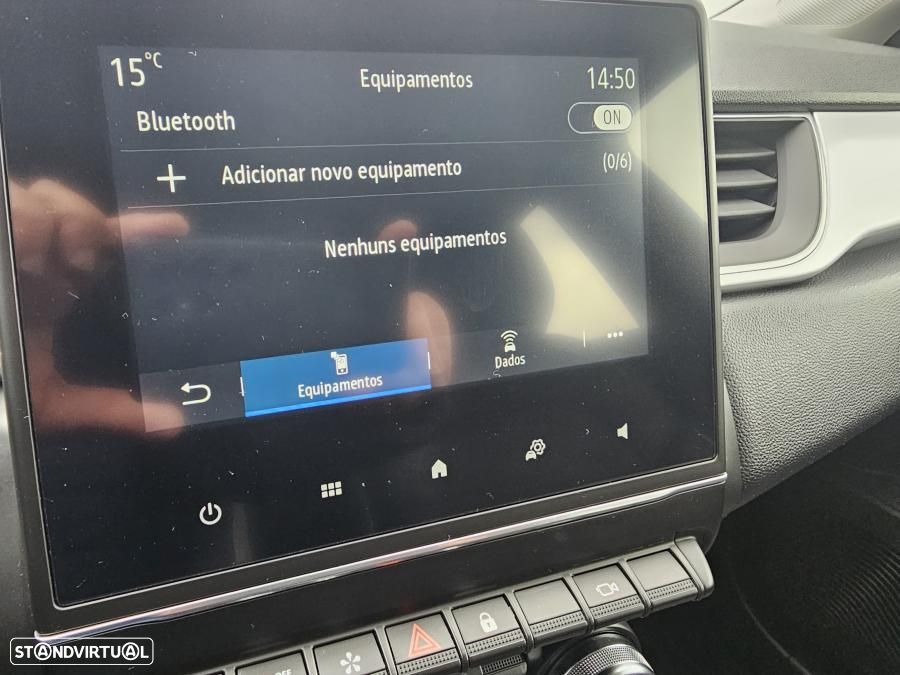 15°C
Equipamentos
14:50
Bluetooth
ON
Adicionar novo equipamento
(0/6)
Nenhuns equipamentos
Equipamentos
Dados
STANDVIRTUAL